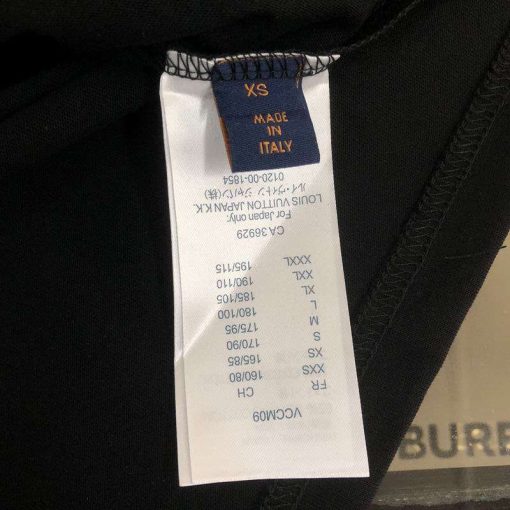 XS
MADE
IN
ITALY
VCCM09
FR CH
XXS 160/80
XS 165/85
S 170/90
M 175/95
L 180/100
XL 185/105
XXL 190/110
XXXL 195/115
CA 36929
For Japan only:
LOUIS VUITTON JAPAN K.K.
ルイ・ヴィトン ジャパン(株)
0120-00-1854
BURB